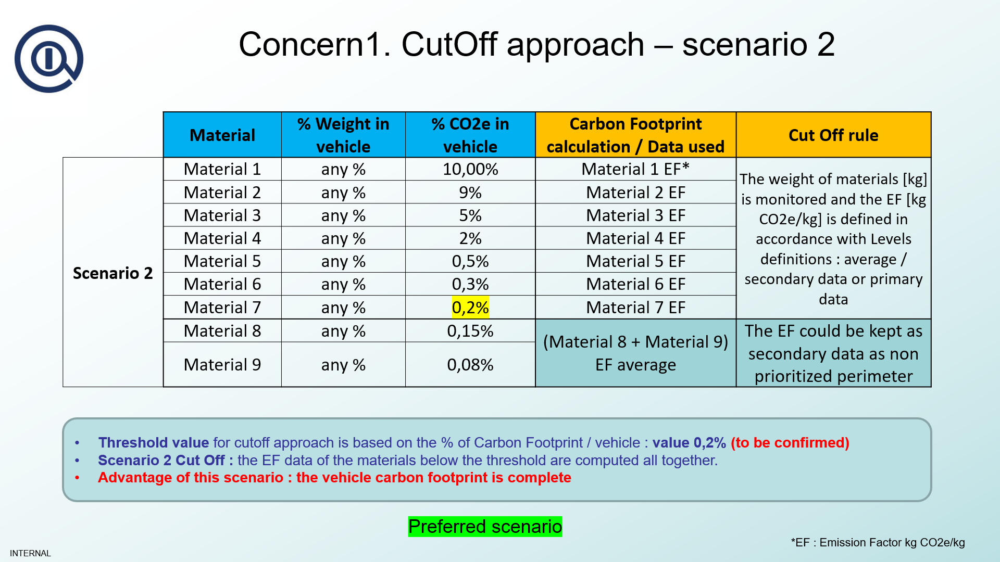 Concern1. CutOff approach – scenario 2
Material
% Weight in
vehicle
% CO2e in
vehicle
Carbon Footprint
calculation / Data used
Cut Off rule
Scenario 2
Material 1 any % 10,00% Material 1 EF*
Material 2 any % 9% Material 2 EF
Material 3 any % 5% Material 3 EF
Material 4 any % 2% Material 4 EF
Material 5 any % 0,5% Material 5 EF
Material 6 any % 0,3% Material 6 EF
Material 7 any % 0,2% Material 7 EF
The weight of materials [kg]
is monitored and the EF [kg
CO2e/kg] is defined in
accordance with Levels
definitions : average /
secondary data or primary
data
Material 8 any % 0,15%
Material 9 any % 0,08%
(Material 8 + Material 9)
EF average
The EF could be kept as
secondary data as non
prioritized perimeter
• Threshold value for cutoff approach is based on the % of Carbon Footprint / vehicle : value 0,2% (to be confirmed)
• Scenario 2 Cut Off : the EF data of the materials below the threshold are computed all together.
• Advantage of this scenario : the vehicle carbon footprint is complete
Preferred scenario
*EF : Emission Factor kg CO2e/kg
INTERNAL